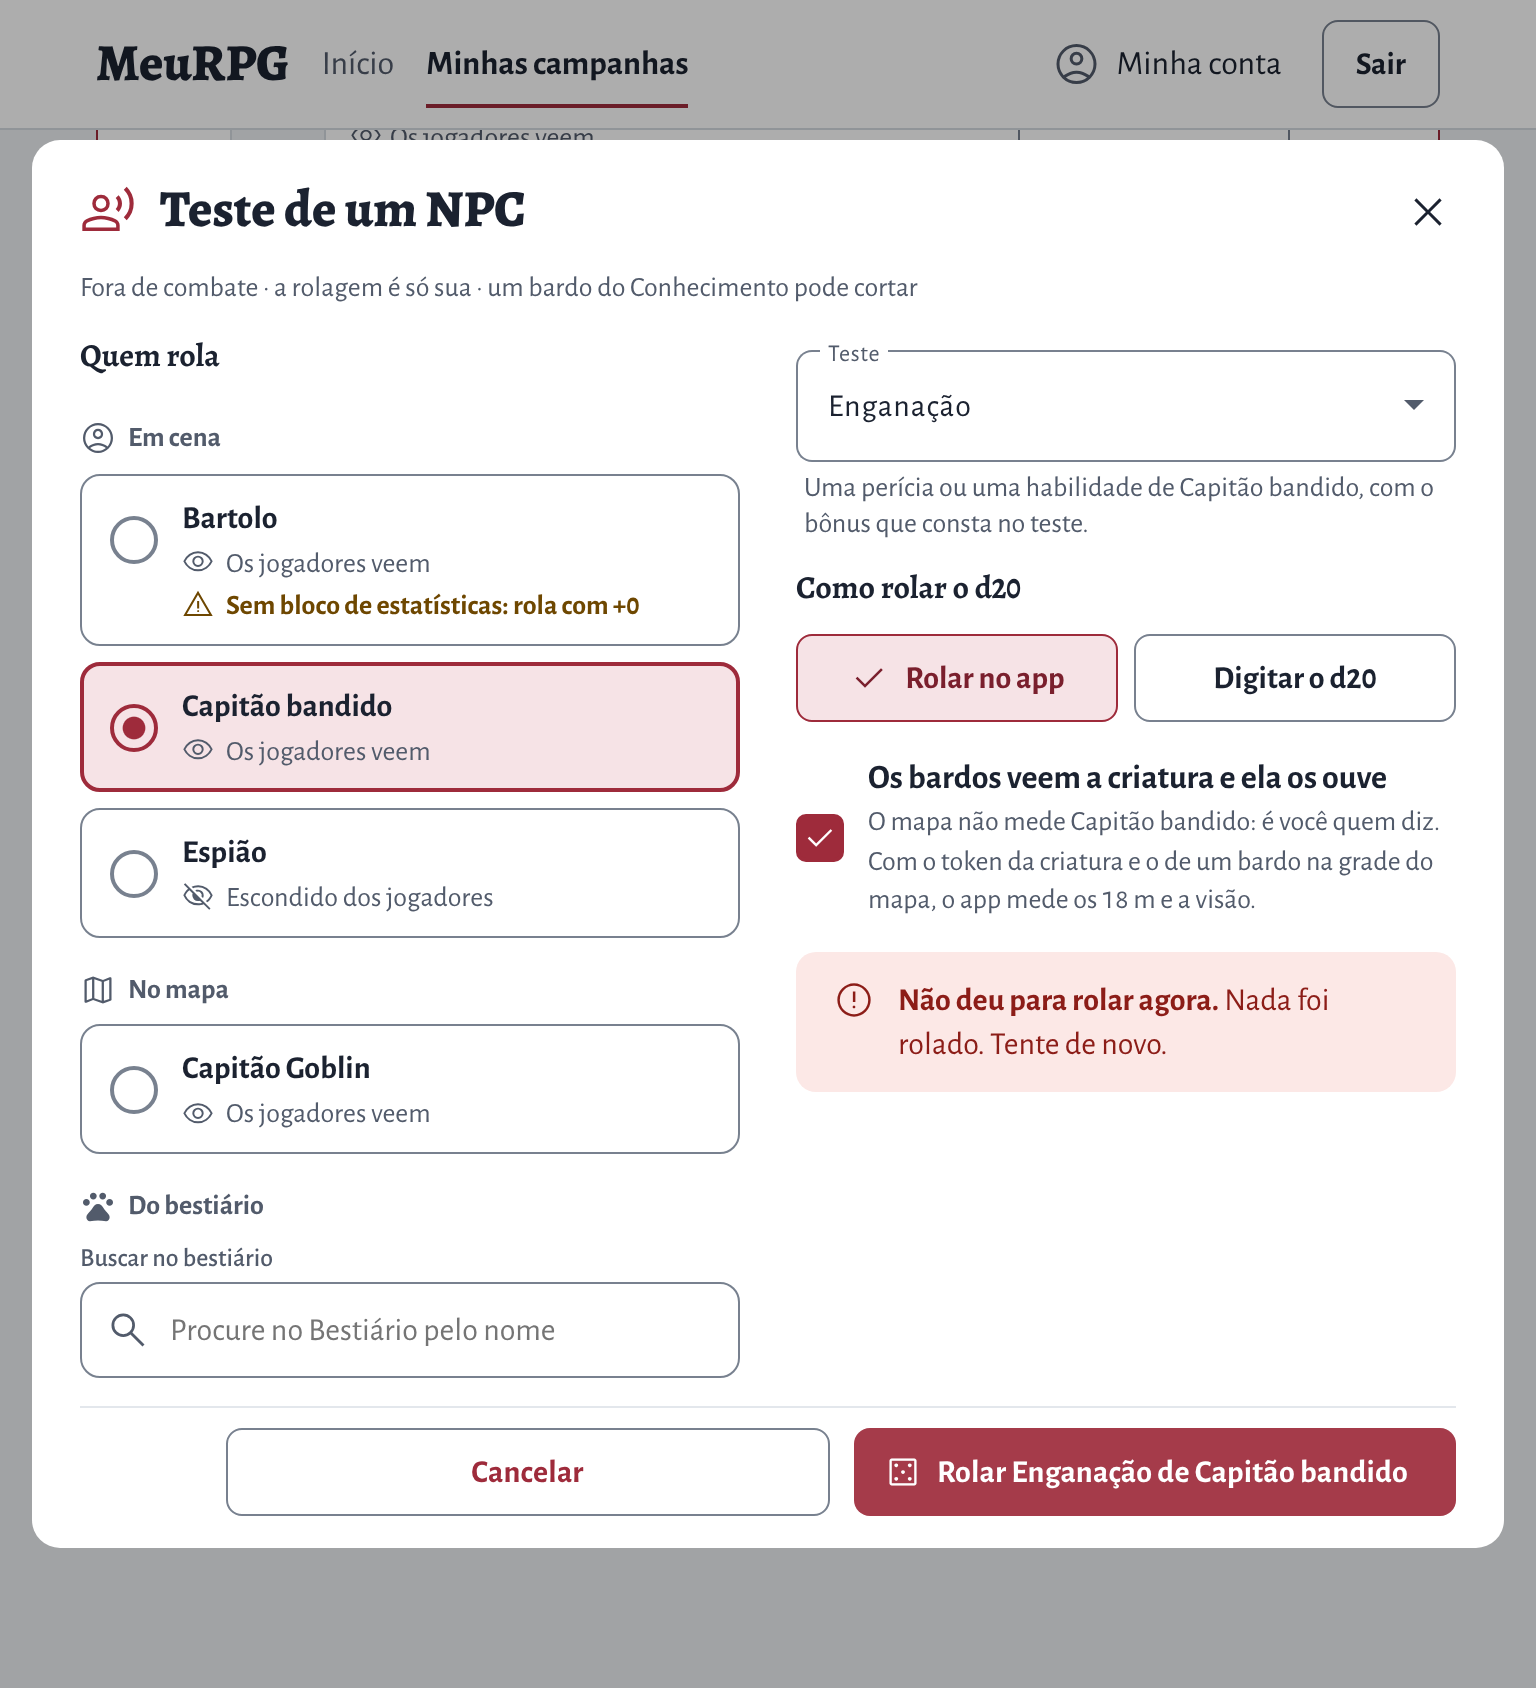 MeuRPG
Início
Minhas campanhas
Minha conta
Sair
Os jogadores veem
Teste de um NPC
Fora de combate · a rolagem é só sua · um bardo do Conhecimento pode cortar
Quem rola
Em cena
Bartolo
Os jogadores veem
Sem bloco de estatísticas: rola com +0
Capitão bandido
Os jogadores veem
Espião
Escondido dos jogadores
No mapa
Capitão Goblin
Os jogadores veem
Do bestiário
Buscar no bestiário
Procure no Bestiário pelo nome
Teste
Enganação
Uma perícia ou uma habilidade de Capitão bandido, com o
bônus que consta no teste.
Como rolar o d20
Rolar no app
Digitar o d20
Os bardos veem a criatura e ela os ouve
O mapa não mede Capitão bandido: é você quem diz.
Com o token da criatura e o de um bardo na grade do
mapa, o app mede os 18 m e a visão.
Não deu para rolar agora. Nada foi
rolado. Tente de novo.
Cancelar
Rolar Enganação de Capitão bandido